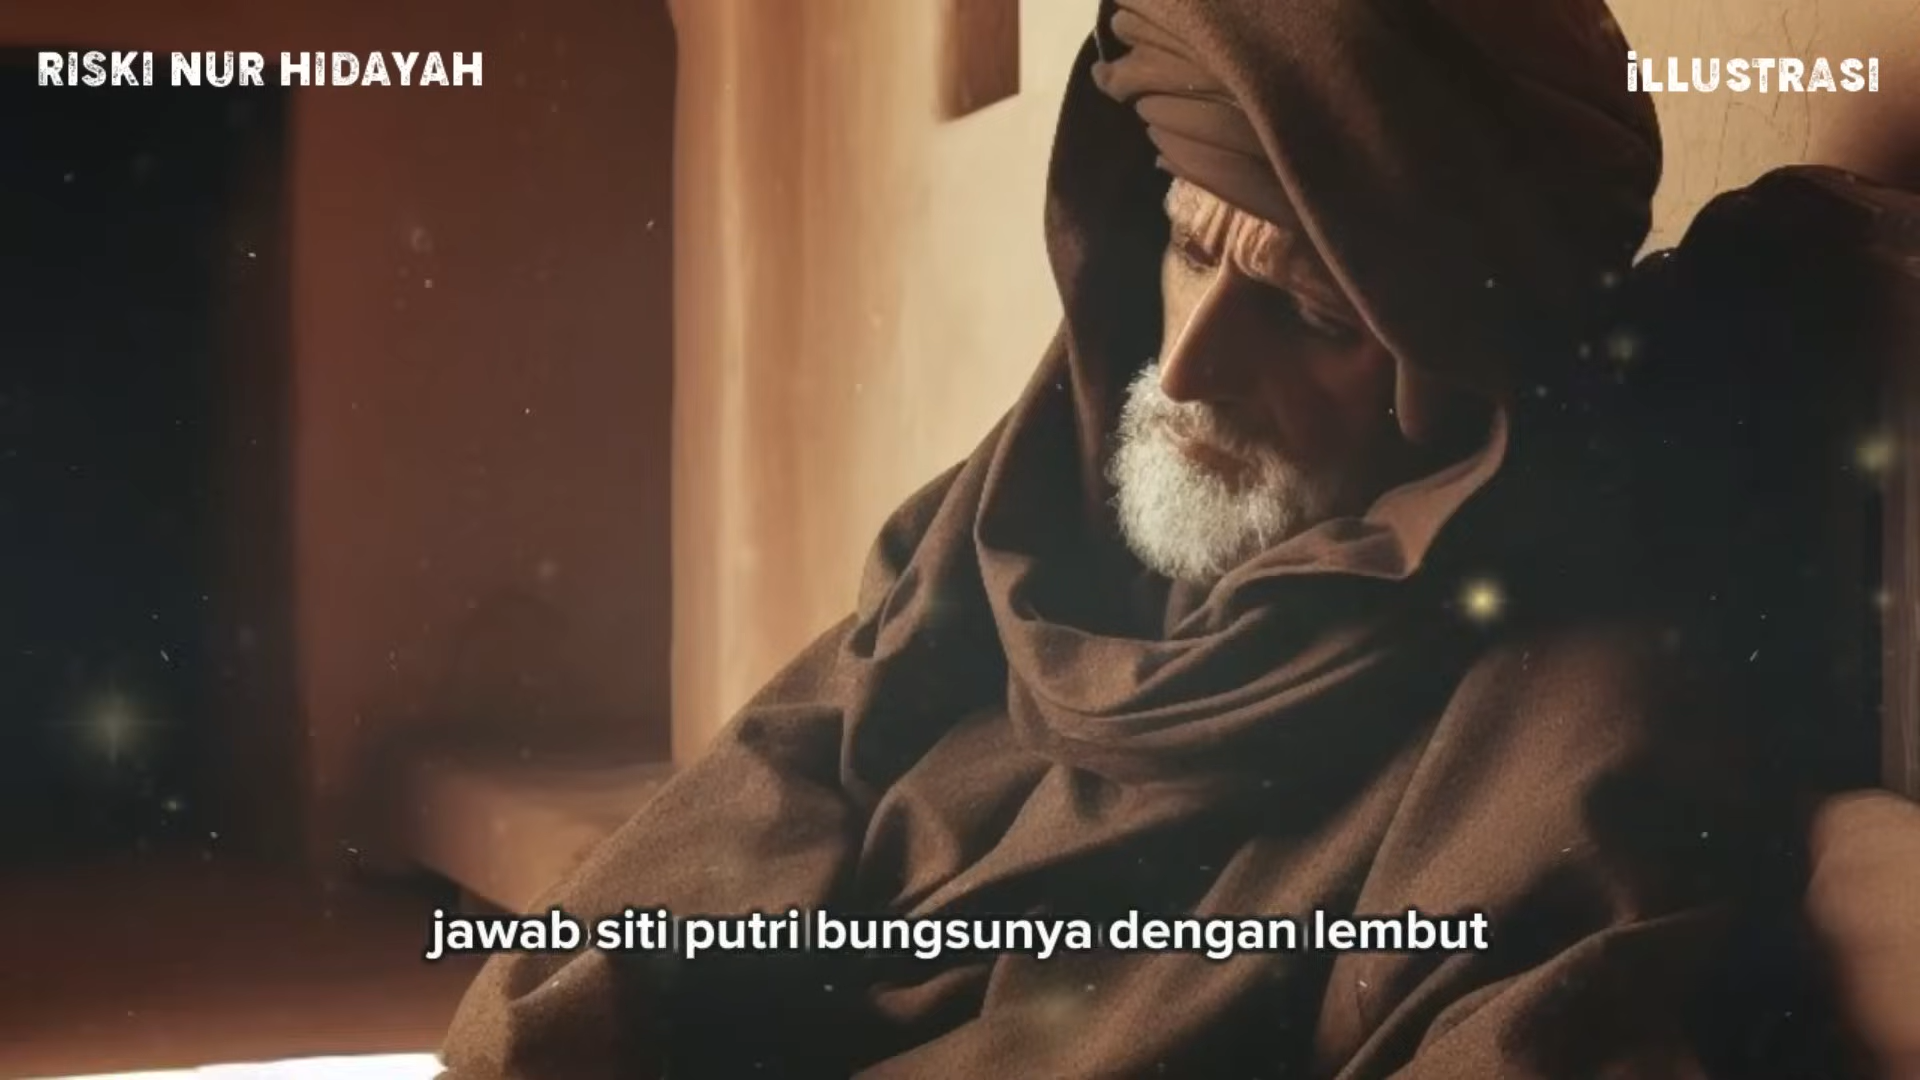 RISKI NUR HIDAYAH
iLLUSTRASI
jawab siti putri bungsunya dengan lembut